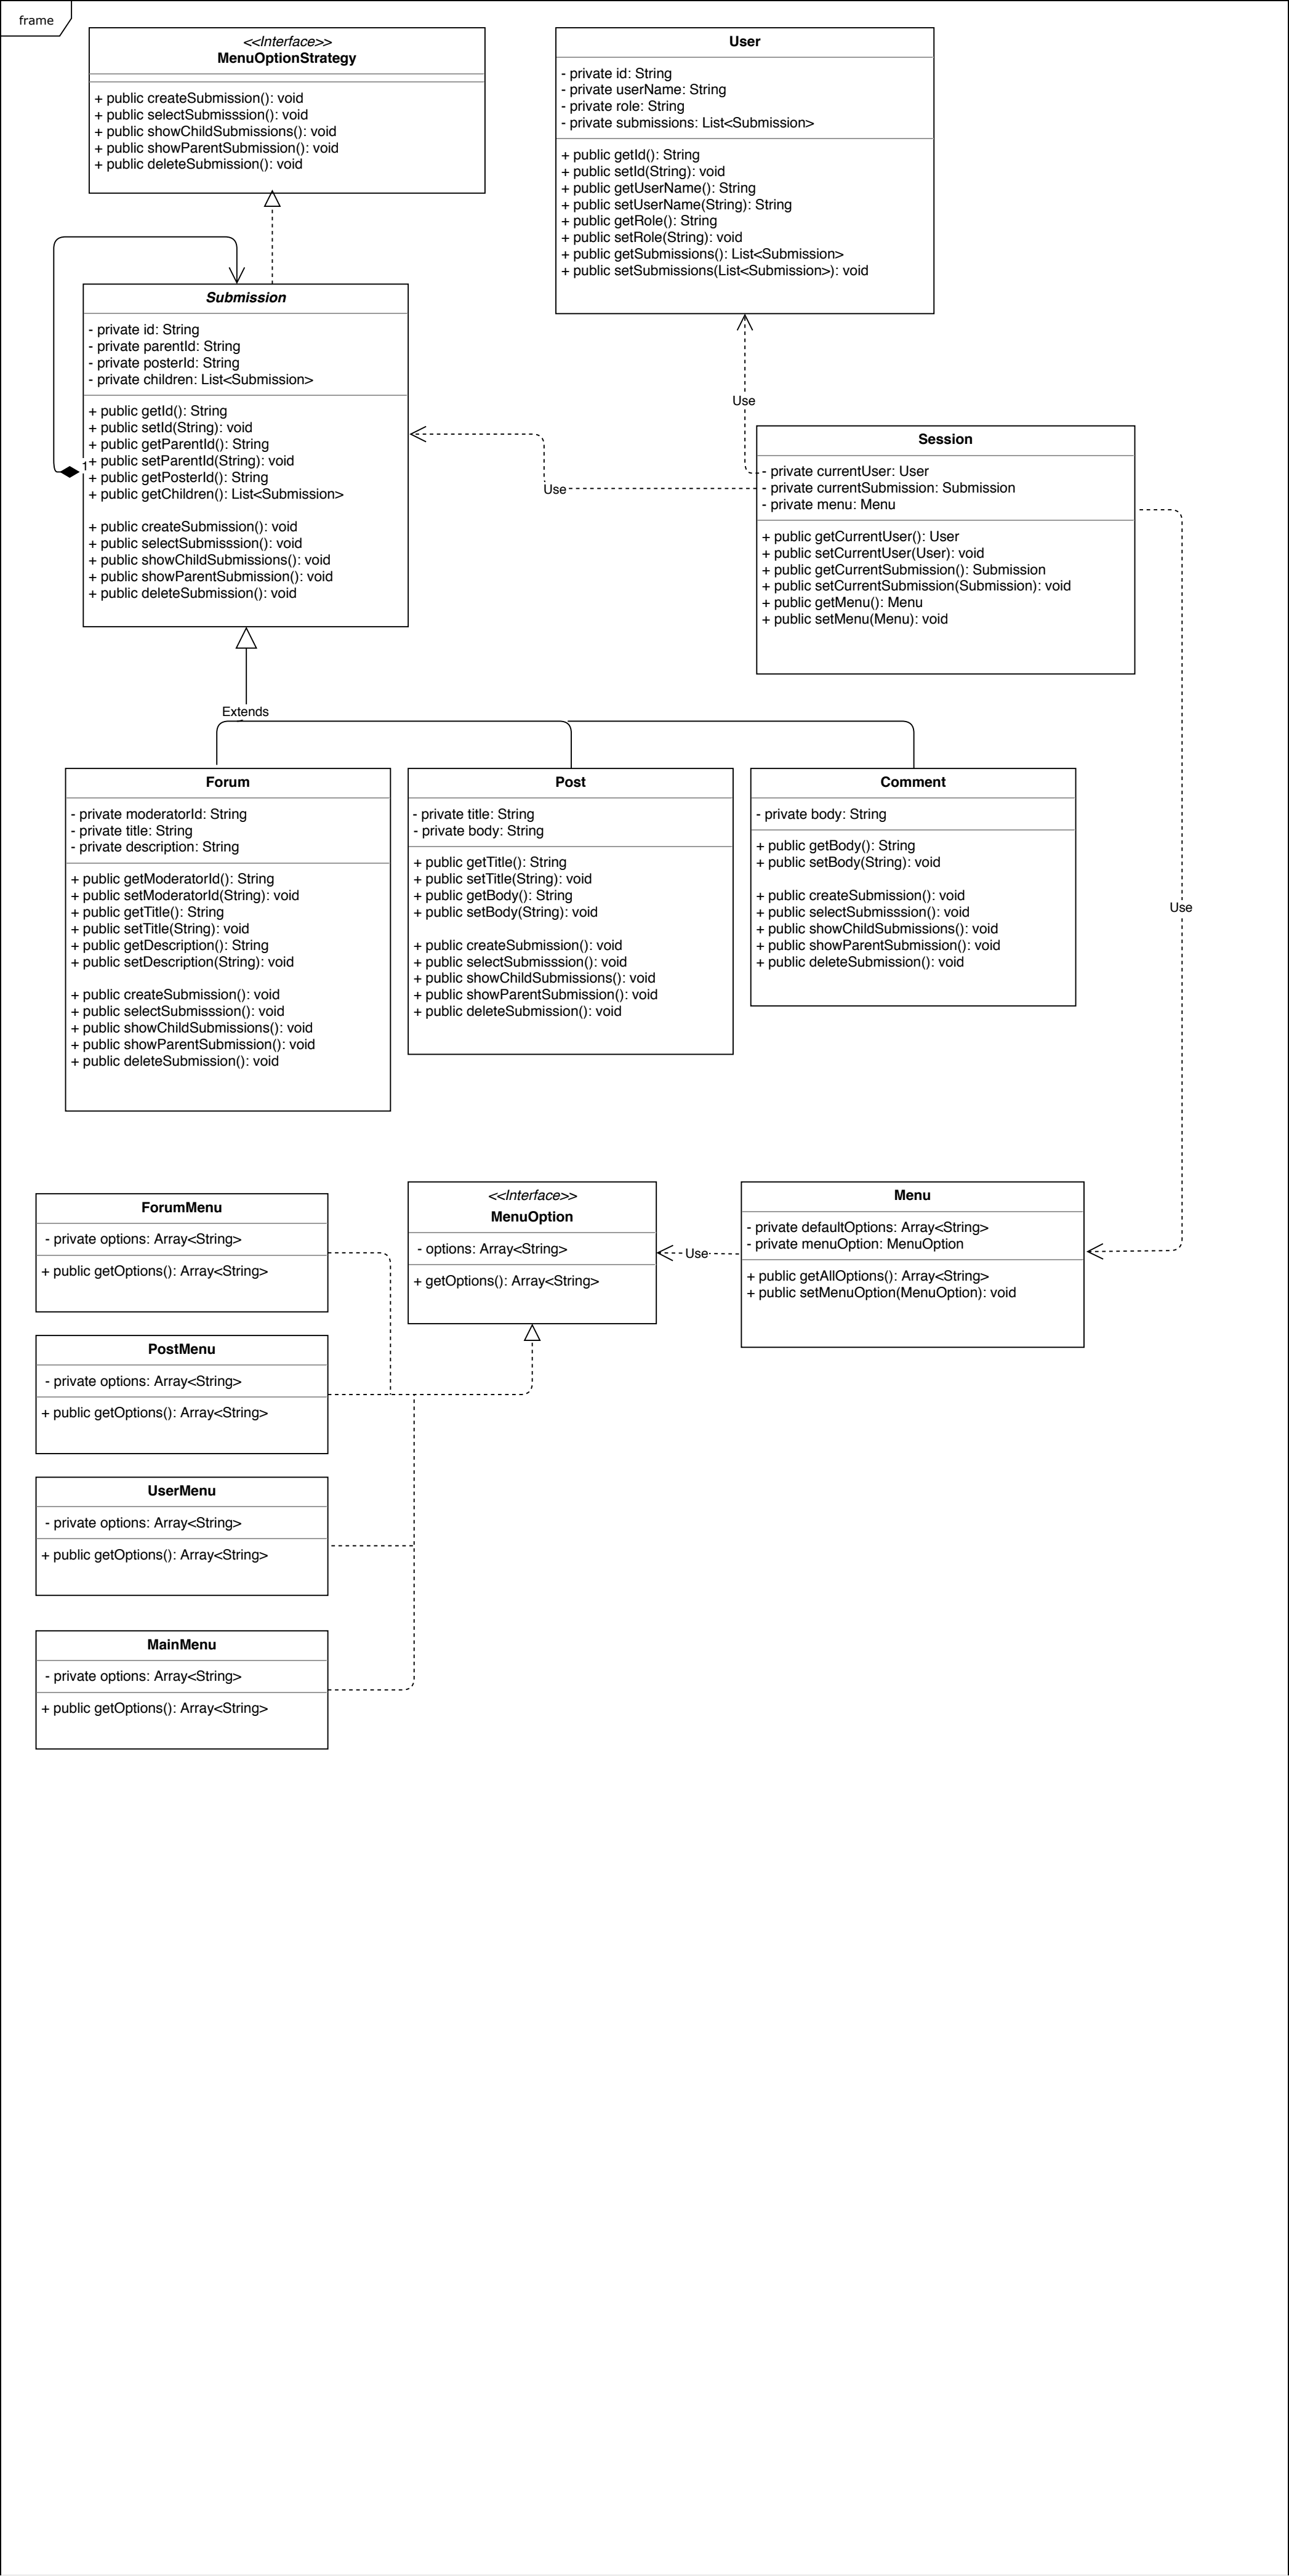 frame
<<Interface>>
MenuOptionStrategy
+ public createSubmission(): void
+ public selectSubmisssion(): void
+ public showChildSubmissions(): void
+ public showParentSubmission(): void
+ public deleteSubmission(): void
User
- private id: String
- private userName: String
- private role: String
- private submissions: List<Submission>
+ public getId(): String
+ public setId(String): void
+ public getUserName(): String
+ public setUserName(String): String
+ public getRole(): String
+ public setRole(String): void
+ public getSubmissions(): List<Submission>
+ public setSubmissions(List<Submission>): void
Submission
- private id: String
- private parentId: String
- private posterId: String
- private children: List<Submission>
+ public getId(): String
+ public setId(String): void
+ public getParentId(): String
+ public setParentId(String): void
+ public getPosterId(): String
+ public getChildren(): List<Submission>
+ public createSubmission(): void
+ public selectSubmisssion(): void
+ public showChildSubmissions(): void
+ public showParentSubmission(): void
+ public deleteSubmission(): void
1
Use
Use
Session
- private currentUser: User
- private currentSubmission: Submission
- private menu: Menu
+ public getCurrentUser(): User
+ public setCurrentUser(User): void
+ public getCurrentSubmission(): Submission
+ public setCurrentSubmission(Submission): void
+ public getMenu(): Menu
+ public setMenu(Menu): void
Extends
Forum
- private moderatorId: String
- private title: String
- private description: String
+ public getModeratorId(): String
+ public setModeratorId(String): void
+ public getTitle(): String
+ public setTitle(String): void
+ public getDescription(): String
+ public setDescription(String): void
+ public createSubmission(): void
+ public selectSubmisssion(): void
+ public showChildSubmissions(): void
+ public showParentSubmission(): void
+ public deleteSubmission(): void
Post
- private title: String
- private body: String
+ public getTitle(): String
+ public setTitle(String): void
+ public getBody(): String
+ public setBody(String): void
+ public createSubmission(): void
+ public selectSubmisssion(): void
+ public showChildSubmissions(): void
+ public showParentSubmission(): void
+ public deleteSubmission(): void
Comment
- private body: String
+ public getBody(): String
+ public setBody(String): void
+ public createSubmission(): void
+ public selectSubmisssion(): void
+ public showChildSubmissions(): void
+ public showParentSubmission(): void
+ public deleteSubmission(): void
Use
ForumMenu
- private options: Array<String>
+ public getOptions(): Array<String>
<<Interface>>
MenuOption
- options: Array<String>
+ getOptions(): Array<String>
Use
Menu
- private defaultOptions: Array<String>
- private menuOption: MenuOption
+ public getAllOptions(): Array<String>
+ public setMenuOption(MenuOption): void
PostMenu
- private options: Array<String>
+ public getOptions(): Array<String>
UserMenu
- private options: Array<String>
+ public getOptions(): Array<String>
MainMenu
- private options: Array<String>
+ public getOptions(): Array<String>